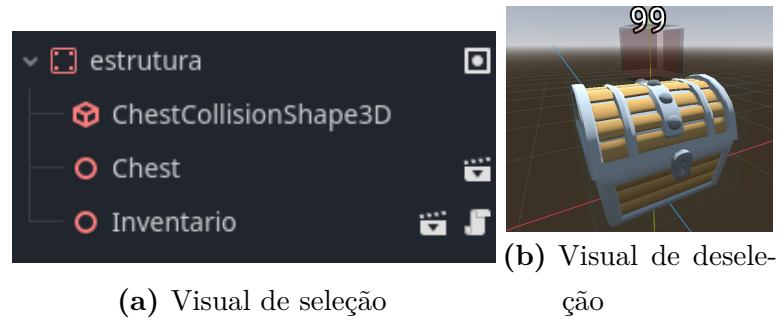 estrutura
ChestCollisionShape3D
Chest
Inventario
(a) Visual de seleção
99
(b) Visual de desele-
ção